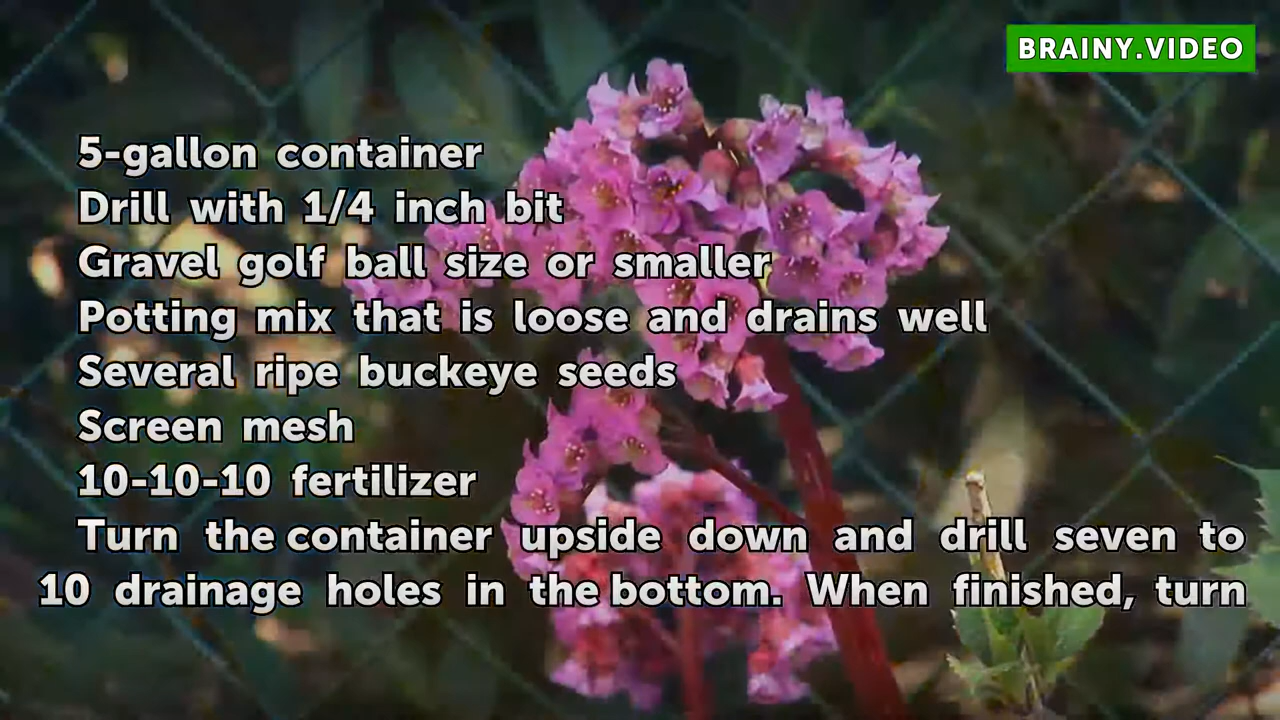 BRAINY.VIDEO
5-gallon container
Drill with 1/4 inch bit
Gravel golf ball size or smaller
Potting mix that is loose and drains well
Several ripe buckeye seeds
Screen mesh
10-10-10 fertilizer
Turn the container upside down and drill seven to
10 drainage holes in the bottom. When finished, turn